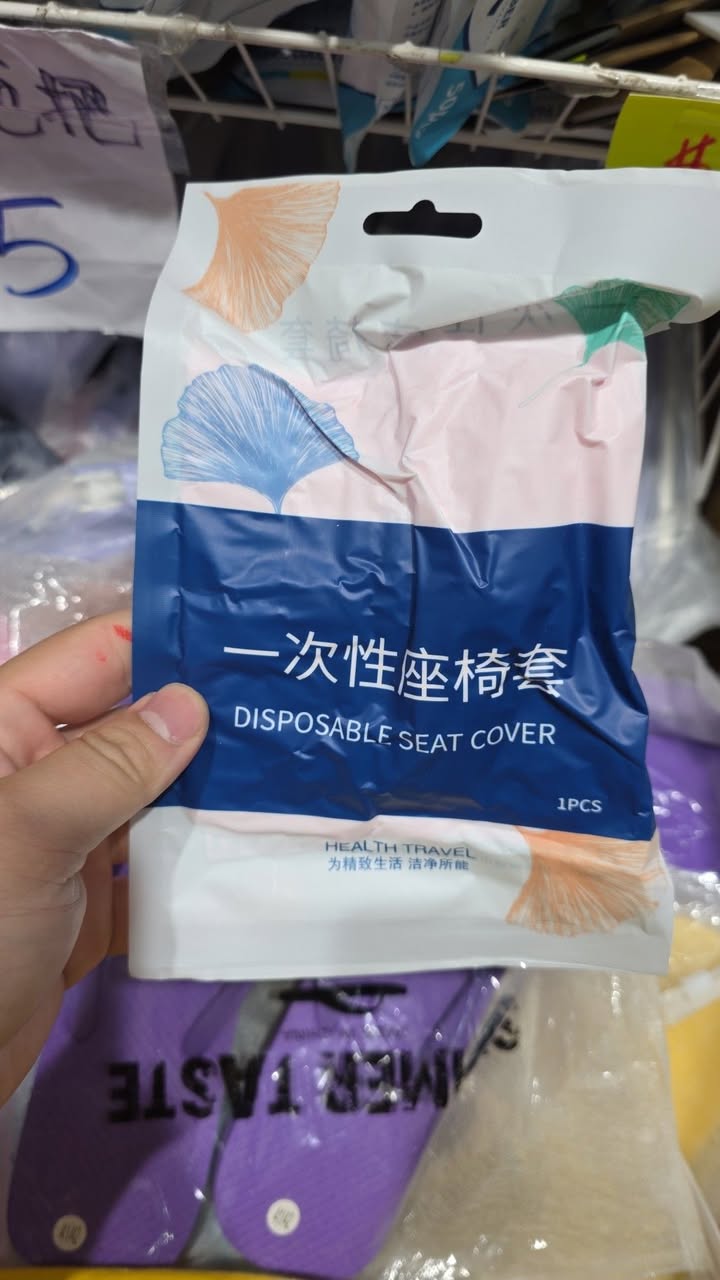 5
一次性座椅套
DISPOSABLE SEAT COVER
1PCS
HEALTH TRAVEL
为精致生活 洁净所能
SUMMER TASTE